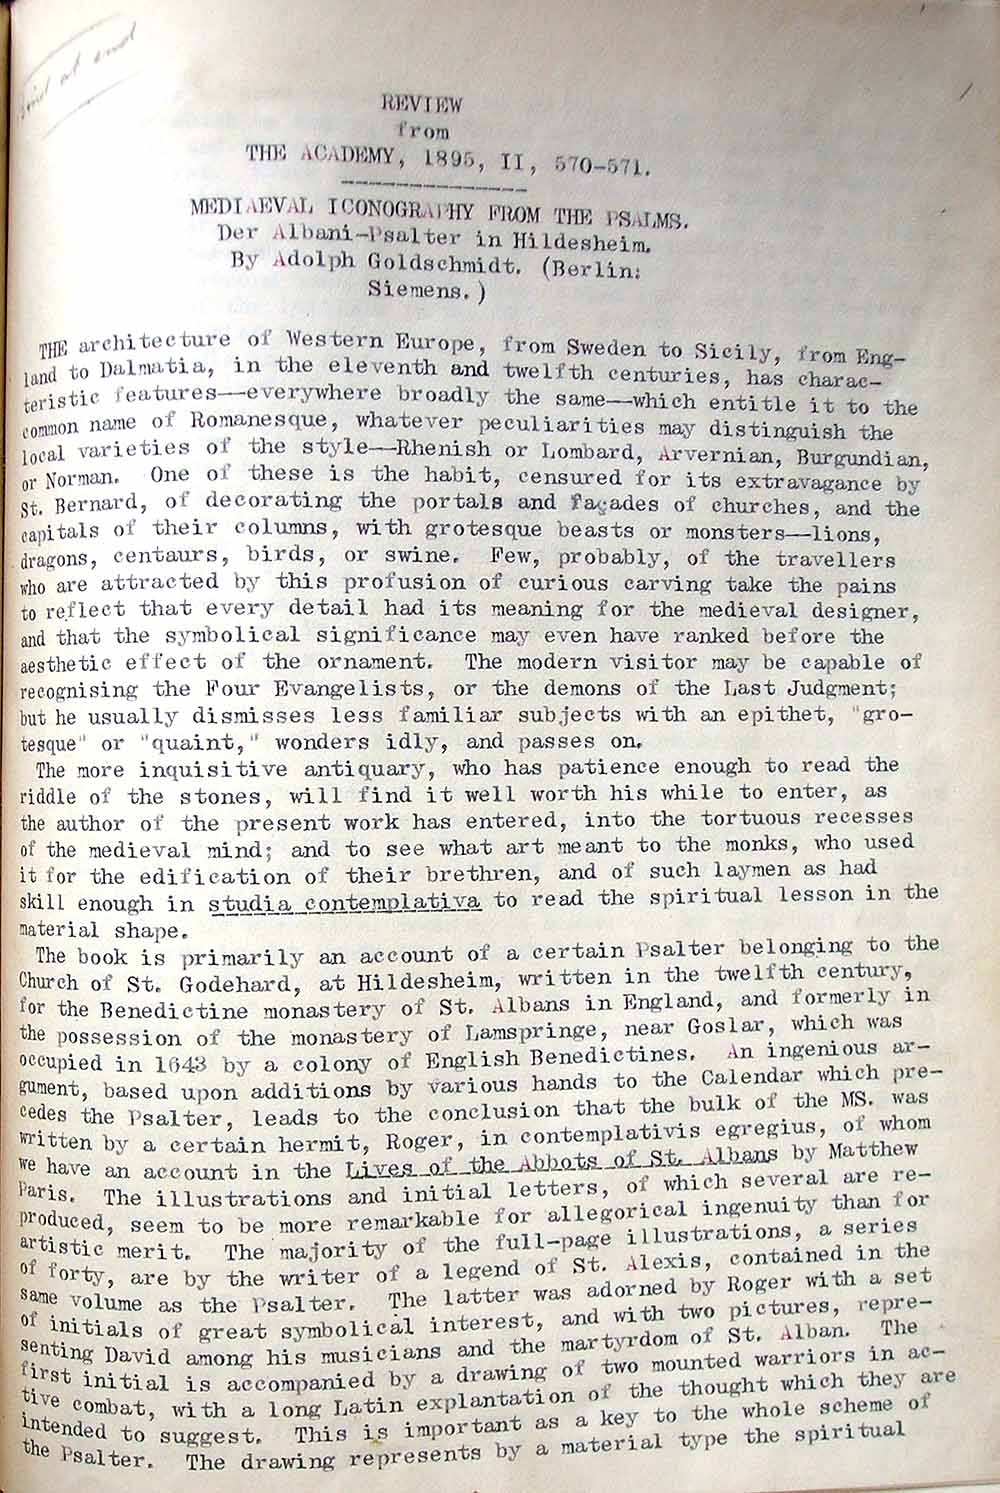 Bind at end
REVIEW
from
THE ACADEMY, 1895, II, 570-571.
MEDIAEVAL ICONOGRAPHY FROM THE PSALMS.
Der Albani-Psalter in Hildesheim.
By Adolph Goldschmidt. (Berlin:
Siemens.)
THE architecture of Western Europe, from Sweden to Sicily, from Eng-
land to Dalmatia, in the eleventh and twelfth centuries, has charac-
teristic features--everywhere broadly the same--which entitle it to the
common name of Romanesque, whatever peculiarities may distinguish the
local varieties of the style--Rhenish or Lombard, Arvernian, Burgundian,
or Norman. One of these is the habit, censured for its extravagance by
St. Bernard, of decorating the portals and façades of churches, and the
capitals of their columns, with grotesque beasts or monsters--lions,
dragons, centaurs, birds, or swine. Few, probably, of the travellers
who are attracted by this profusion of curious carving take the pains
to reflect that every detail had its meaning for the medieval designer,
and that the symbolical significance may even have ranked before the
aesthetic effect of the ornament. The modern visitor may be capable of
recognising the Four Evangelists, or the demons of the Last Judgment;
but he usually dismisses less familiar subjects with an epithet, "gro-
tesque" or "quaint," wonders idly, and passes on.
The more inquisitive antiquary, who has patience enough to read the
riddle of the stones, will find it well worth his while to enter, as
the author of the present work has entered, into the tortuous recesses
of the medieval mind; and to see what art meant to the monks, who used
it for the edification of their brethren, and of such laymen as had
skill enough in studia contemplativa to read the spiritual lesson in the
material shape.
The book is primarily an account of a certain Psalter belonging to the
Church of St. Godehard, at Hildesheim, written in the twelfth century,
for the Benedictine monastery of St. Albans in England, and formerly in
the possession of the monastery of Lamspringe, near Goslar, which was
occupied in 1643 by a colony of English Benedictines. An ingenious ar-
gument, based upon additions by various hands to the Calendar which pre-
cedes the Psalter, leads to the conclusion that the bulk of the MS. was
written by a certain hermit, Roger, in contemplativis egregius, of whom
we have an account in the Lives of the Abbots of St. Albans by Matthew
Paris. The illustrations and initial letters, of which several are re-
produced, seem to be more remarkable for allegorical ingenuity than for
artistic merit. The majority of the full-page illustrations, a series
of forty, are by the writer of a legend of St. Alexis, contained in the
same volume as the Psalter. The latter was adorned by Roger with a set
of initials of great symbolical interest, and with two pictures, repre-
senting David among his musicians and the martyrdom of St. Alban. The
first initial is accompanied by a drawing of two mounted warriors in ac-
tive combat, with a long Latin explantation of the thought which they are
intended to suggest. This is important as a key to the whole scheme of
the Psalter. The drawing represents by a material type the spiritual